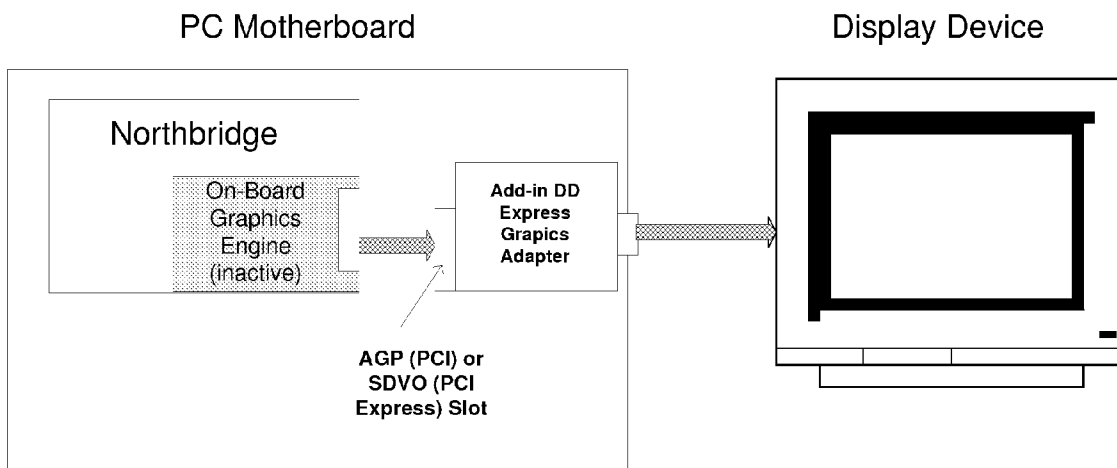 PC Motherboard
Display Device
Northbridge
On-Board
Graphics
Engine
(inactive)
Add-in DD
Express
Grapics
Adapter
AGP (PCI) or
SDVO (PCI
Express) Slot